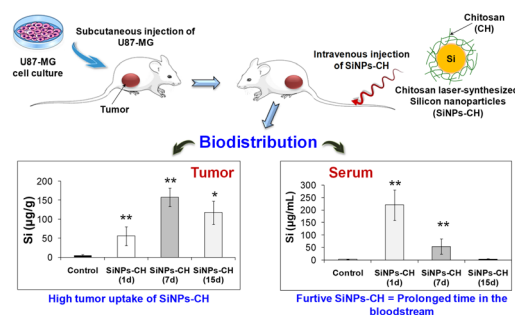 Subcutaneous injection of
U87-MG
U87-MG
cell culture
Tumor
Intravenous injection
of SiNPs-CH
Chitosan
(CH)
Si
Chitosan laser-synthesized
Silicon nanoparticles
(SiNPs-CH)
Biodistribution
Tumor
Si (µg/g)
200
150
100
50
0
**
**
*
Control
SiNPs-CH
(1d)
SiNPs-CH
(7d)
SiNPs-CH
(15d)
High tumor uptake of SiNPs-CH
Serum
Si (µg/mL)
300
250
200
150
100
50
0
**
**
Control
SiNPs-CH
(1d)
SiNPs-CH
(7d)
SiNPs-CH
(15d)
Furtive SiNPs-CH = Prolonged time in the
bloodstream